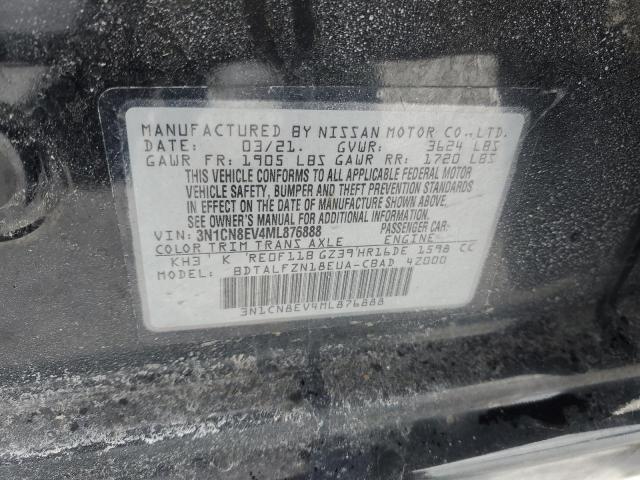 MANUFACTURED BY NISSAN MOTOR CO., LTD.
DATE: 03/21. GVWR: 3624 LBS
GAWR FR: 1905 LBS GAWR RR: 1720 LBS
THIS VEHICLE CONFORMS TO ALL APPLICABLE FEDERAL MOTOR
VEHICLE SAFETY, BUMPER AND THEFT PREVENTION STANDARDS
IN EFFECT ON THE DATE OF MANUFACTURE SHOWN ABOVE.
SEE OWNER'S MANUAL FOR ADDITIONAL INFORMATION.
VIN: 3N1CN8EV4ML876888 PASSENGER CAR
COLOR TRIM TRANS AXLE ENGINE
KH3 K RE0F11B GZ39 HR16DE 1598 CC
MODEL: BDTALFZN18EUA-CBAD 42000
3N1CN8EV4ML876888